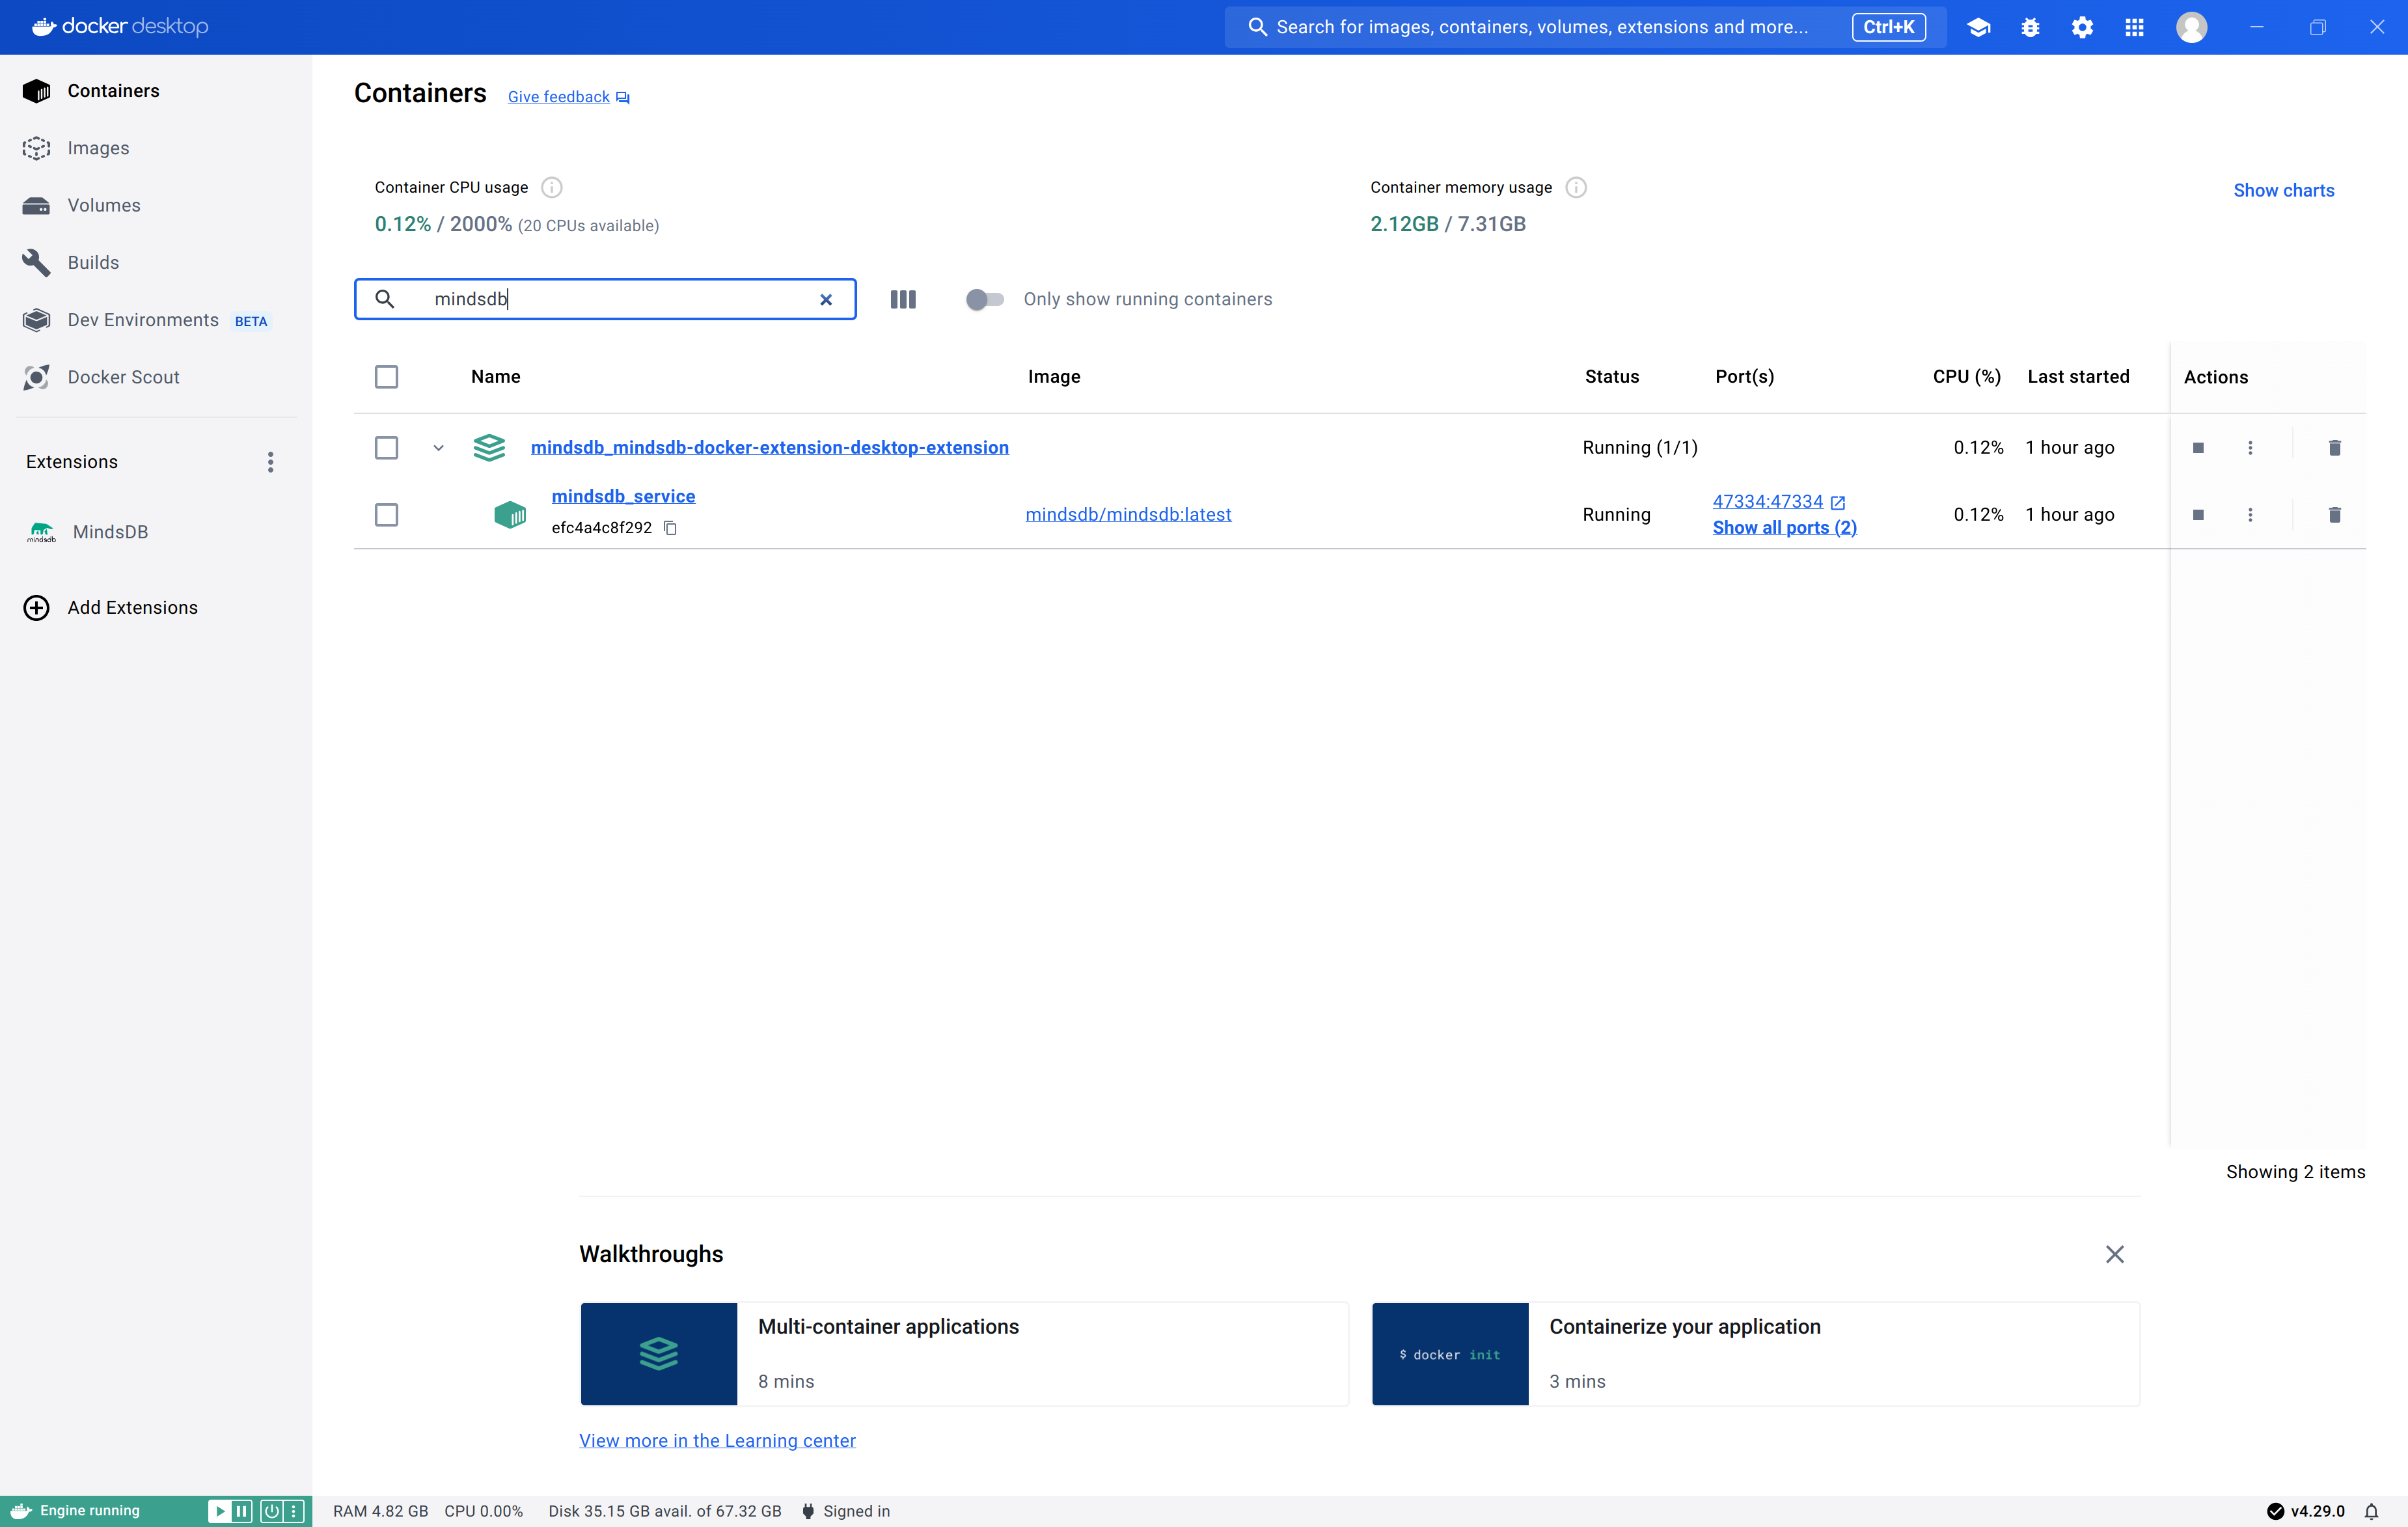 docker desktop
Search for images, containers, volumes, extensions and more...
Ctrl+K
Containers
Images
Volumes
Builds
Dev Environments BETA
Docker Scout
Extensions
mindsdb MindsDB
Add Extensions
Containers Give feedback
Container CPU usage
0.12% / 2000% (20 CPUs available)
Container memory usage
2.12GB / 7.31GB
Show charts
mindsdb
Only show running containers
Name Image Status Port(s) CPU (%) Last started Actions
mindsdb_mindsdb-docker-extension-desktop-extension Running (1/1) 0.12% 1 hour ago
mindsdb_service
efc4a4c8f292
mindsdb/mindsdb:latest
Running
47334:47334
Show all ports (2)
0.12% 1 hour ago
Showing 2 items
Walkthroughs
Multi-container applications
8 mins
$ docker init
Containerize your application
3 mins
View more in the Learning center
Engine running
RAM 4.82 GB CPU 0.00% Disk 35.15 GB avail. of 67.32 GB Signed in
v4.29.0